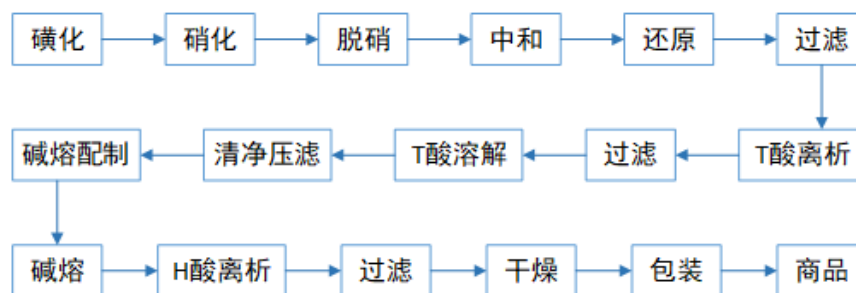 磺化 硝化 脱硝 中和 还原 过滤
T酸离析 过滤 T酸溶解 清净压滤 碱熔配制
碱熔 H酸离析 过滤 干燥 包装 商品